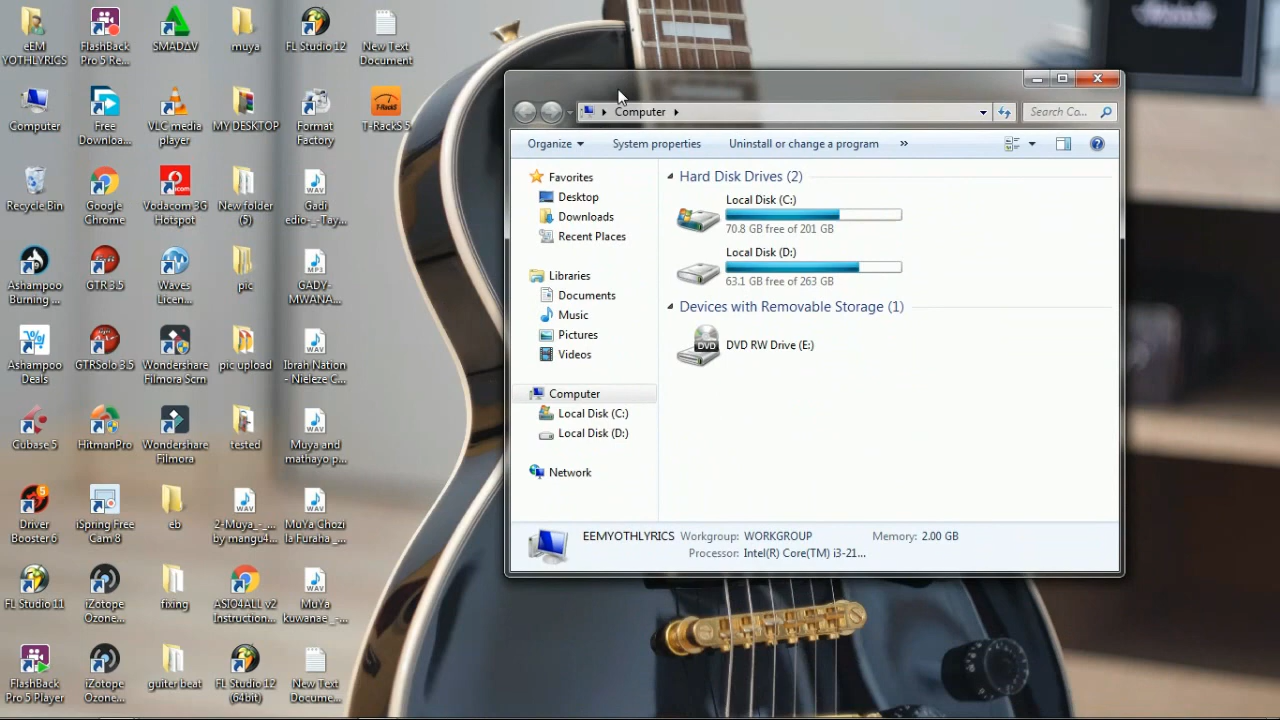 eEM
YOTHLYRICS
FlashBack
Pro 5 Re...
SMADΔV
muya
FL Studio 12
New Text
Document
Computer
Free
Downloa...
VLC media
player
MY DESKTOP
Format
Factory
T-RackS 5
Recycle Bin
Google
Chrome
Vodacom 3G
Hotspot
New folder
(5)
Gadi
edio-_-Tay...
Ashampoo
Burning ...
GTR 3.5
Waves
Licen...
pic
GADY-
MWANA...
Ashampoo
Deals
GTRSolo 3.5
Wondershare
Filmora Scrn
pic upload
Ibrah Nation
- Nieleze C...
Cubase 5
HitmanPro
Wondershare
Filmora
tested
Muya and
mathayo p...
Driver
Booster 6
iSpring Free
Cam 8
eb
2-Muya_-_...
by mangu4...
MuYa Chozi
la Furaha_...
FL Studio 11
iZotope
Ozone...
fixing
ASIO4ALL v2
Instruction...
MuYa
kuwanae_-...
FlashBack
Pro 5 Player
iZotope
Ozone...
guiter beat
FL Studio 12
(64bit)
New Text
Docume...
Computer
Search Co...
Organize
System properties
Uninstall or change a program
»
Favorites
Desktop
Downloads
Recent Places
Libraries
Documents
Music
Pictures
Videos
Computer
Local Disk (C:)
Local Disk (D:)
Network
Hard Disk Drives (2)
Local Disk (C:)
70.8 GB free of 201 GB
Local Disk (D:)
63.1 GB free of 263 GB
Devices with Removable Storage (1)
DVD
DVD RW Drive (E:)
EEMYOTHLYRICS Workgroup: WORKGROUP Memory: 2.00 GB
Processor: Intel(R) Core(TM) i3-21...